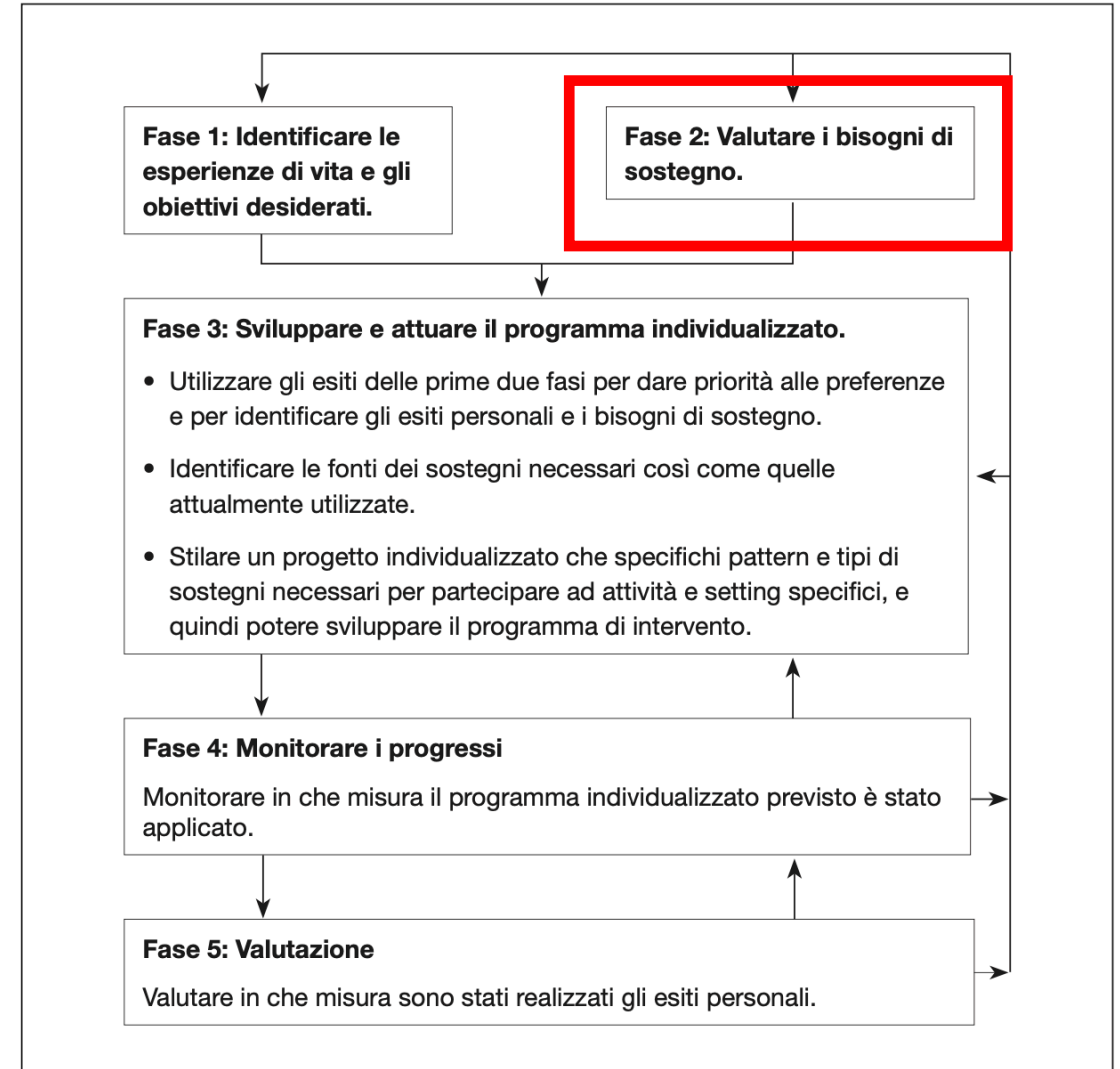 Fase 1: Identificare le
esperienze di vita e gli
obiettivi desiderati.
Fase 2: Valutare i bisogni di
sostegno.
Fase 3: Sviluppare e attuare il programma individualizzato.
• Utilizzare gli esiti delle prime due fasi per dare priorità alle preferenze
e per identificare gli esiti personali e i bisogni di sostegno.
• Identificare le fonti dei sostegni necessari così come quelle
attualmente utilizzate.
• Stilare un progetto individualizzato che specifichi pattern e tipi di
sostegni necessari per partecipare ad attività e setting specifici, e
quindi potere sviluppare il programma di intervento.
Fase 4: Monitorare i progressi
Monitorare in che misura il programma individualizzato previsto è stato
applicato.
Fase 5: Valutazione
Valutare in che misura sono stati realizzati gli esiti personali.